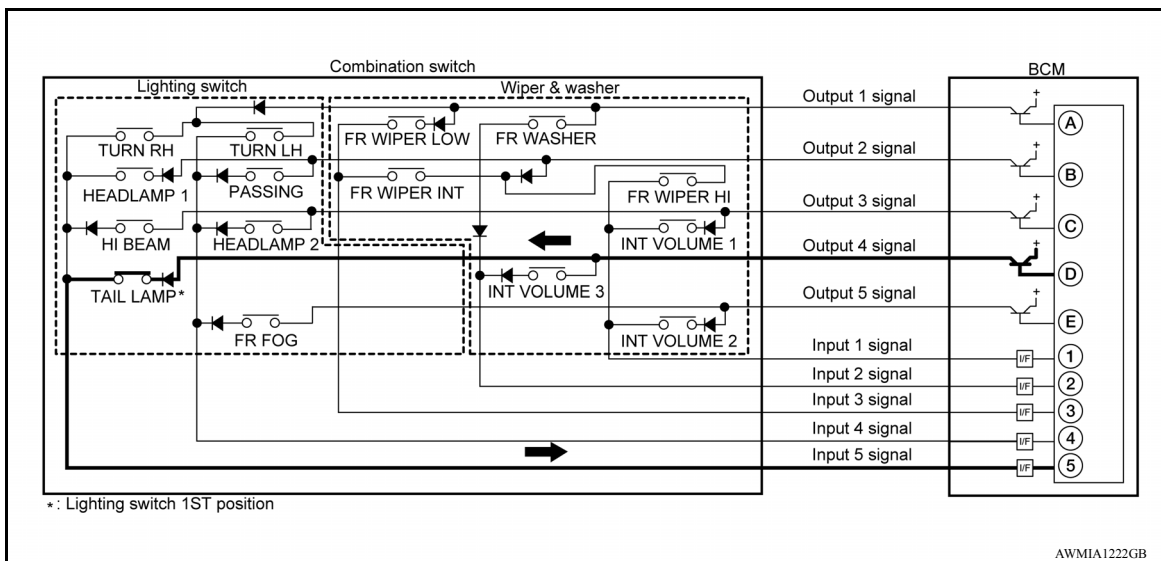 Combination switch
BCM
Lighting switch
Wiper & washer
Output 1 signal
+
A
FR WIPER LOW
FR WASHER
TURN RH
TURN LH
Output 2 signal
+
B
HEADLAMP 1
PASSING
FR WIPER INT
FR WIPER HI
Output 3 signal
+
C
HI BEAM
HEADLAMP 2
INT VOLUME 1
Output 4 signal
+
D
TAIL LAMP*
INT VOLUME 3
Output 5 signal
+
E
FR FOG
INT VOLUME 2
Input 1 signal
I/F
1
Input 2 signal
I/F
2
Input 3 signal
I/F
3
Input 4 signal
I/F
4
Input 5 signal
I/F
5
*: Lighting switch 1ST position
AWMIA1222GB